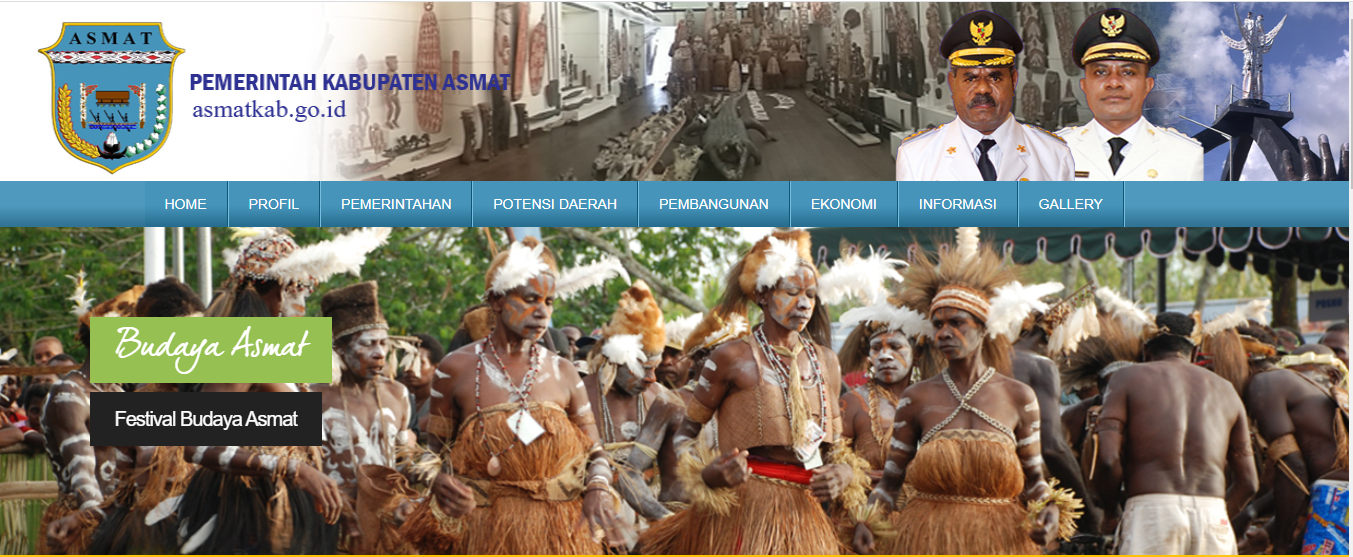 ASMAT
PEMERINTAH KABUPATEN ASMAT
asmatkab.go.id
HOME PROFIL PEMERINTAHAN POTENSI DAERAH PEMBANGUNAN EKONOMI INFORMASI GALLERY
Budaya Asmat
Festival Budaya Asmat